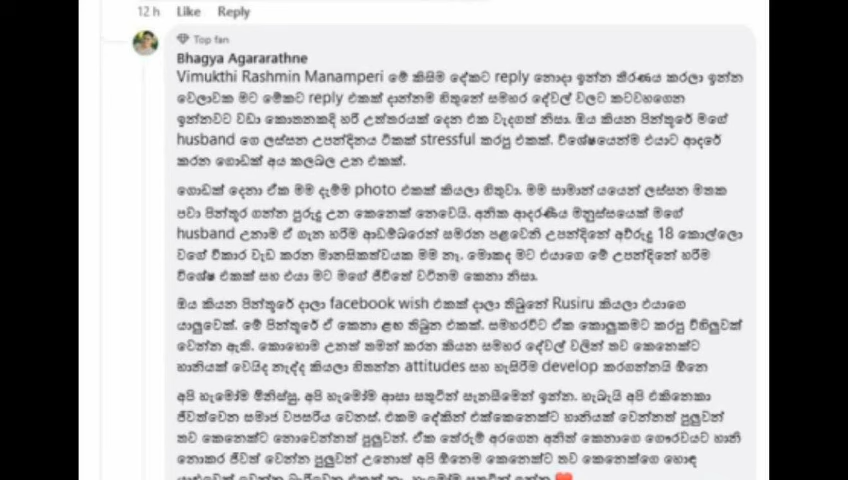 12 h Like Reply
Top fan
Bhagya Agararathne
Vimukthi Rashmin Manamperi මේ කිසිම දේකට reply නොදා ඉන්න තීරණය කරලා ඉන්න
වෙලාවක මට මේකට reply එකක් දාන්නම හිතුනේ සමහර දේවල් වලට කටවහගෙන
ඉන්නවට වඩා කොතනකදි හරි උත්තරයක් දෙන එක වැදගත් නිසා. ඔය කියන පින්තූරේ මගේ
husband ගෙ ලස්සන උපන්දිනය ටිකක් stressful කරපු එකක්. විශේෂයෙන්ම එයාට ආදරේ
කරන ගොඩක් අය කලබල උන එකක්.
ගොඩක් දෙනා ඒක මම දැම්ම photo එකක් කියලා හිතුවා. මම සාමාන්‍යයෙන් ලස්සන මතක
පවා පින්තූර ගන්න පුරුදු උන කෙනෙක් නෙවෙයි. අනික ආදරණීය මනුස්සයෙක් මගේ
husband උනාම ඒ ගැන හරිම ආඩම්බරෙන් සමරන පළවෙනි උපන්දිනේ අවුරුදු 18 කොල්ලො
වගේ විකාර වැඩ කරන මානසිකත්වයක මම නෑ. මොකද මට එයාගෙ මේ උපන්දිනේ හරිම
විශේෂ එකක් සහ එයා මට මගේ ජීවිතේ වටිනම කෙනා නිසා.
ඔය කියන පින්තූරේ දාලා facebook wish එකක් දාලා තිබුනේ Rusiru කියලා එයාගෙ
යාලුවෙක්. මේ පින්තූරේ ඒ කෙනා ළඟ තිබුන එකක්. සමහරවිට ඒක කොලුකමට කරපු විහිලුවක්
වෙන්න ඇති. කොහොම උනත් තමන් කරන කියන සමහර දේවල් වලින් තව කෙනෙක්ට
හානියක් වෙයිද නැද්ද කියලා හිතන්න attitudes සහ හැසිරීම develop කරගන්නයි ඕනෙ
අපි හැමෝම මිනිස්සු. අපි හැමෝම ආසා සතුටින් සැනසීමෙන් ඉන්න. හැබැයි අපි එකිනෙකා
ජීවත්වෙන සමාජ වපසරිය වෙනස්. එකම දේකින් එක්කෙනෙක්ට හානියක් වෙන්නත් පුලුවන්
තව කෙනෙක්ට නොවෙන්නත් පුලුවන්. ඒක තේරුම් අරගෙන අනිත් කෙනාගෙ ගෞරවයට හානි
නොකර ජීවත් වෙන්න පුලුවන් උනොත් අපි ඕනෙම කෙනෙක්ට තව කෙනෙක්ගෙ හොඳ